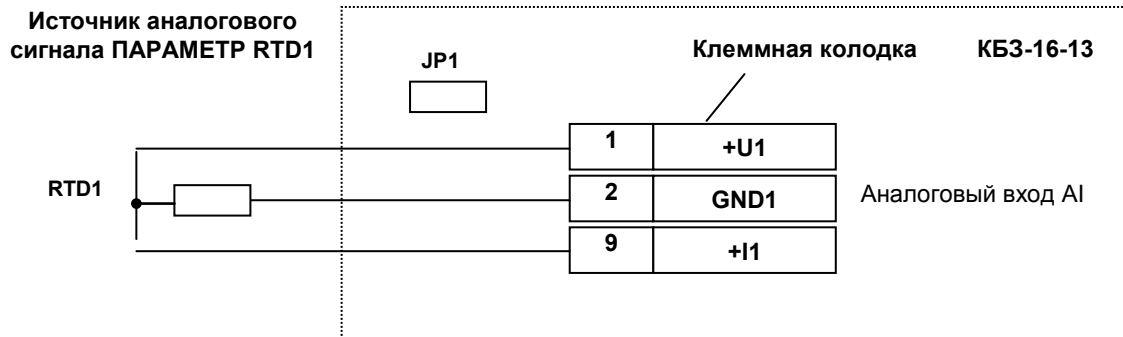 Источник аналогового
сигнала ПАРАМЕТР RTD1
JP1
Клеммная колодка
КБЗ-16-13
1
+U1
RTD1
2
GND1
Аналоговый вход AI
9
+I1